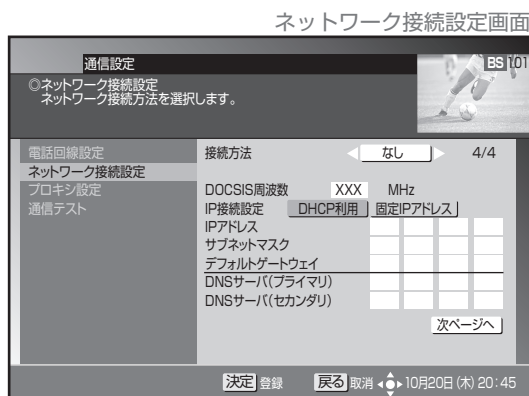 ネットワーク接続設定画面
通信設定
BS 101
◎ネットワーク接続設定
ネットワーク接続方法を選択します。
電話回線設定
ネットワーク接続設定
プロキシ設定
通信テスト
接続方法 なし 4/4
DOCSIS周波数 XXX MHz
IP接続設定 DHCP利用 固定IPアドレス
IPアドレス
サブネットマスク
デフォルトゲートウェイ
DNSサーバ(プライマリ)
DNSサーバ(セカンダリ)
次ページへ
決定 登録 戻る 取消 10月20日(木) 20:45